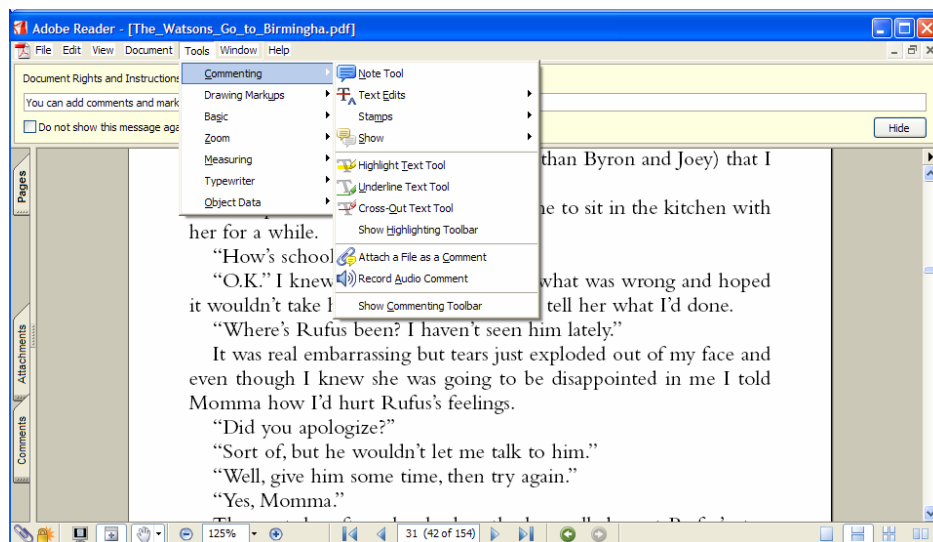 Adobe Reader - [The_Watsons_Go_to_Birmingha.pdf]
File Edit View Document Tools Window Help
Document Rights and Instructions
You can add comments and mark
Do not show this message aga
Hide
Commenting
Drawing Markups
Basic
Zoom
Measuring
Typewriter
Object Data
Note Tool
Text Edits
Stamps
Show
Highlight Text Tool
Underline Text Tool
Cross-Out Text Tool
Show Highlighting Toolbar
Attach a File as a Comment
Record Audio Comment
Show Commenting Toolbar
Pages
Attachments
Comments
than Byron and Joey) that I
to sit in the kitchen with
her for a while.
“How’s school
“O.K.” I knew what was wrong and hoped
it wouldn’t take tell her what I’d done.
“Where’s Rufus been? I haven’t seen him lately.”
It was real embarrassing but tears just exploded out of my face and
even though I knew she was going to be disappointed in me I told
Momma how I’d hurt Rufus’s feelings.
“Did you apologize?”
“Sort of, but he wouldn’t let me talk to him.”
“Well, give him some time, then try again.”
“Yes, Momma.”
125%
31 (42 of 154)